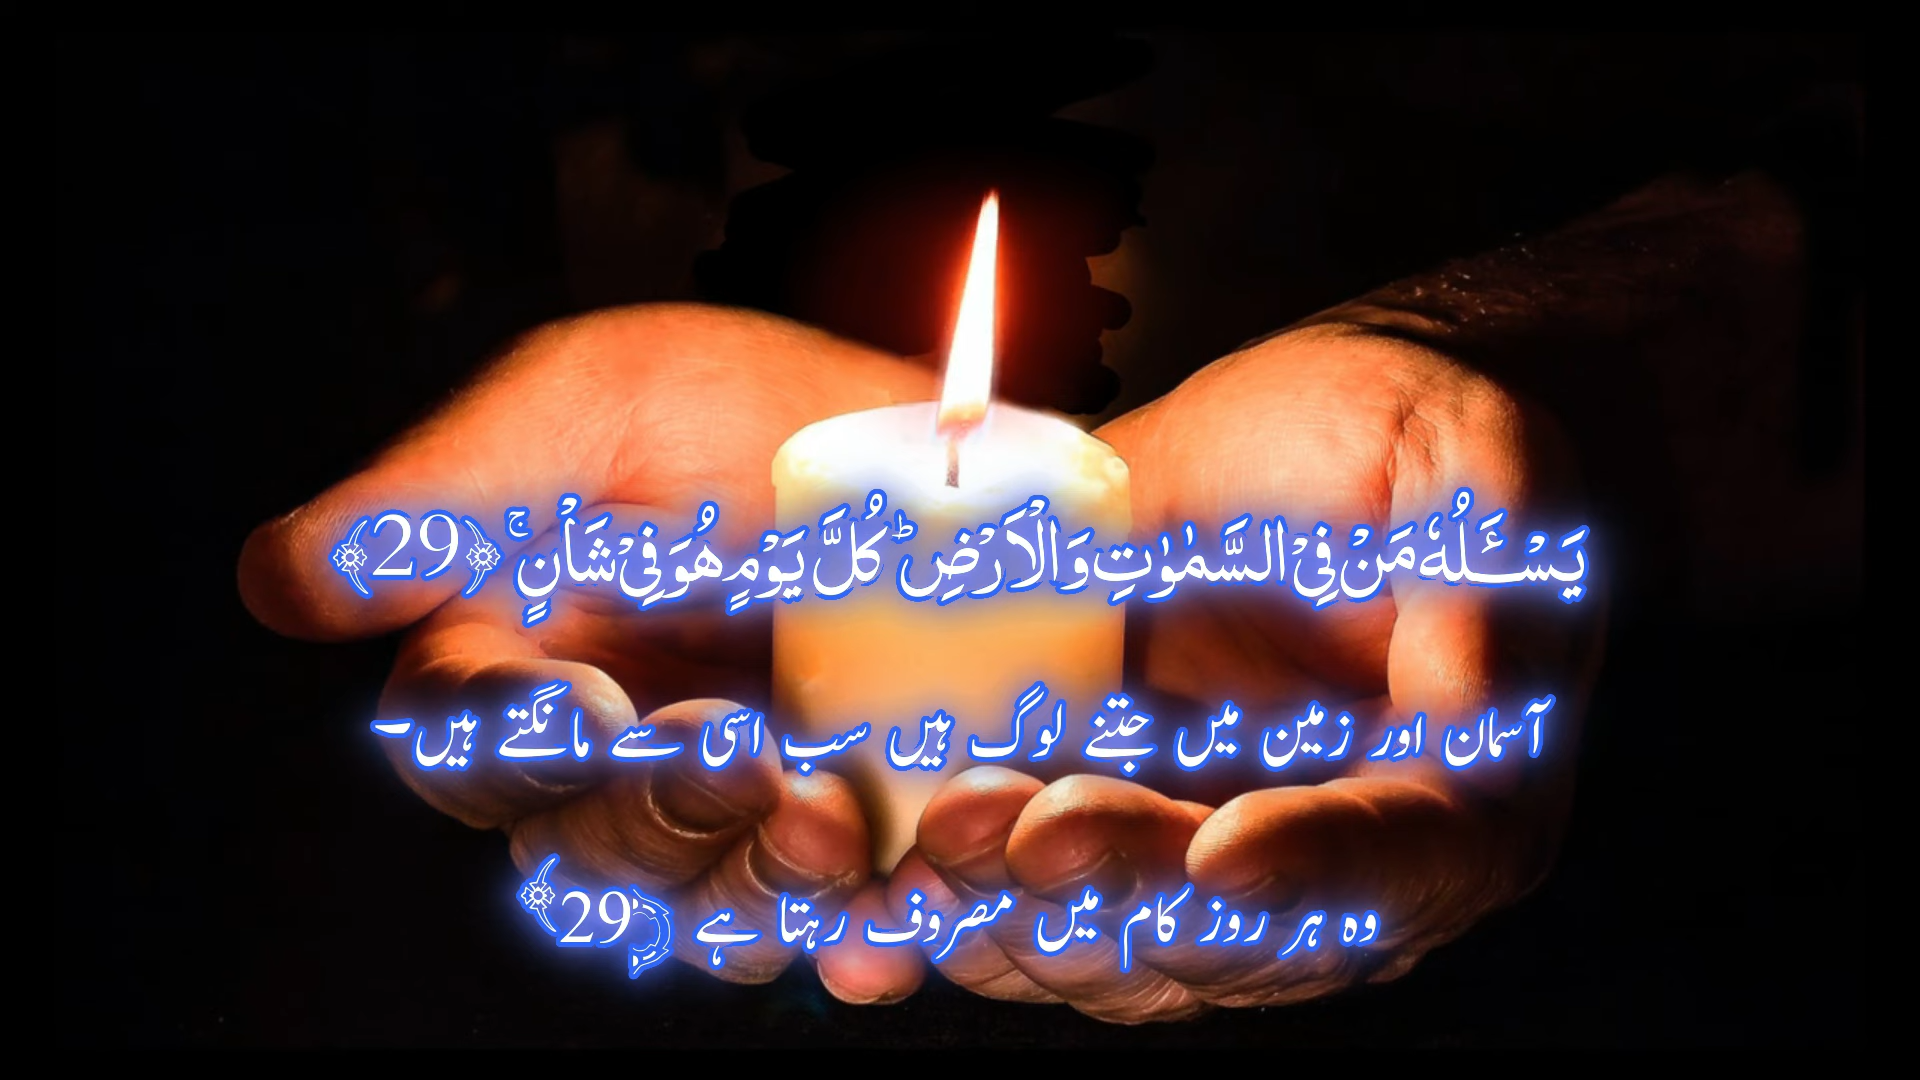 يَسْـَٔـلُهٗ مَنْ فِى السَّمٰوٰتِ وَالْاَرْضِ ؕ كُلَّ يَوْمٍ هُوَ فِىْ شَاْنٍ ۚ ﴿29﴾
آسمان اور زمین میں جتنے لوگ ہیں سب اسی سے مانگتے ہیں۔
وہ ہر روز کام میں مصروف رہتا ہے ﴿29﴾